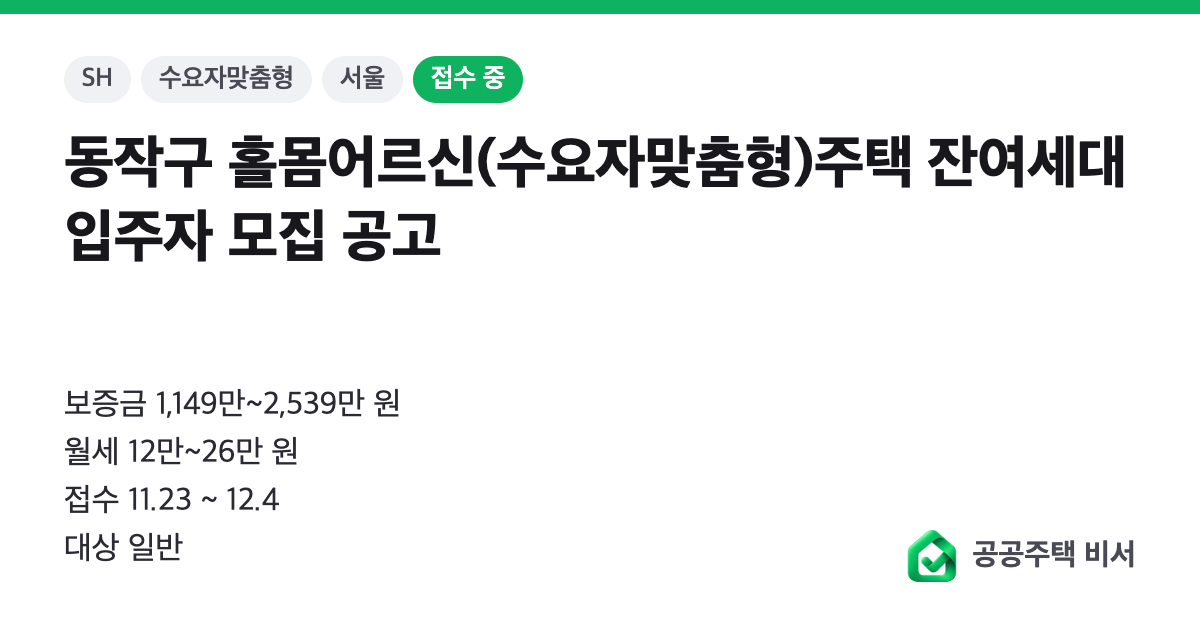 SH 수요자맞춤형 서울 접수 중
동작구 홀몸어르신(수요자맞춤형)주택 잔여세대
입주자 모집 공고
보증금 1,149만~2,539만 원
월세 12만~26만 원
접수 11.23 ~ 12.4
대상 일반
공공주택 비서